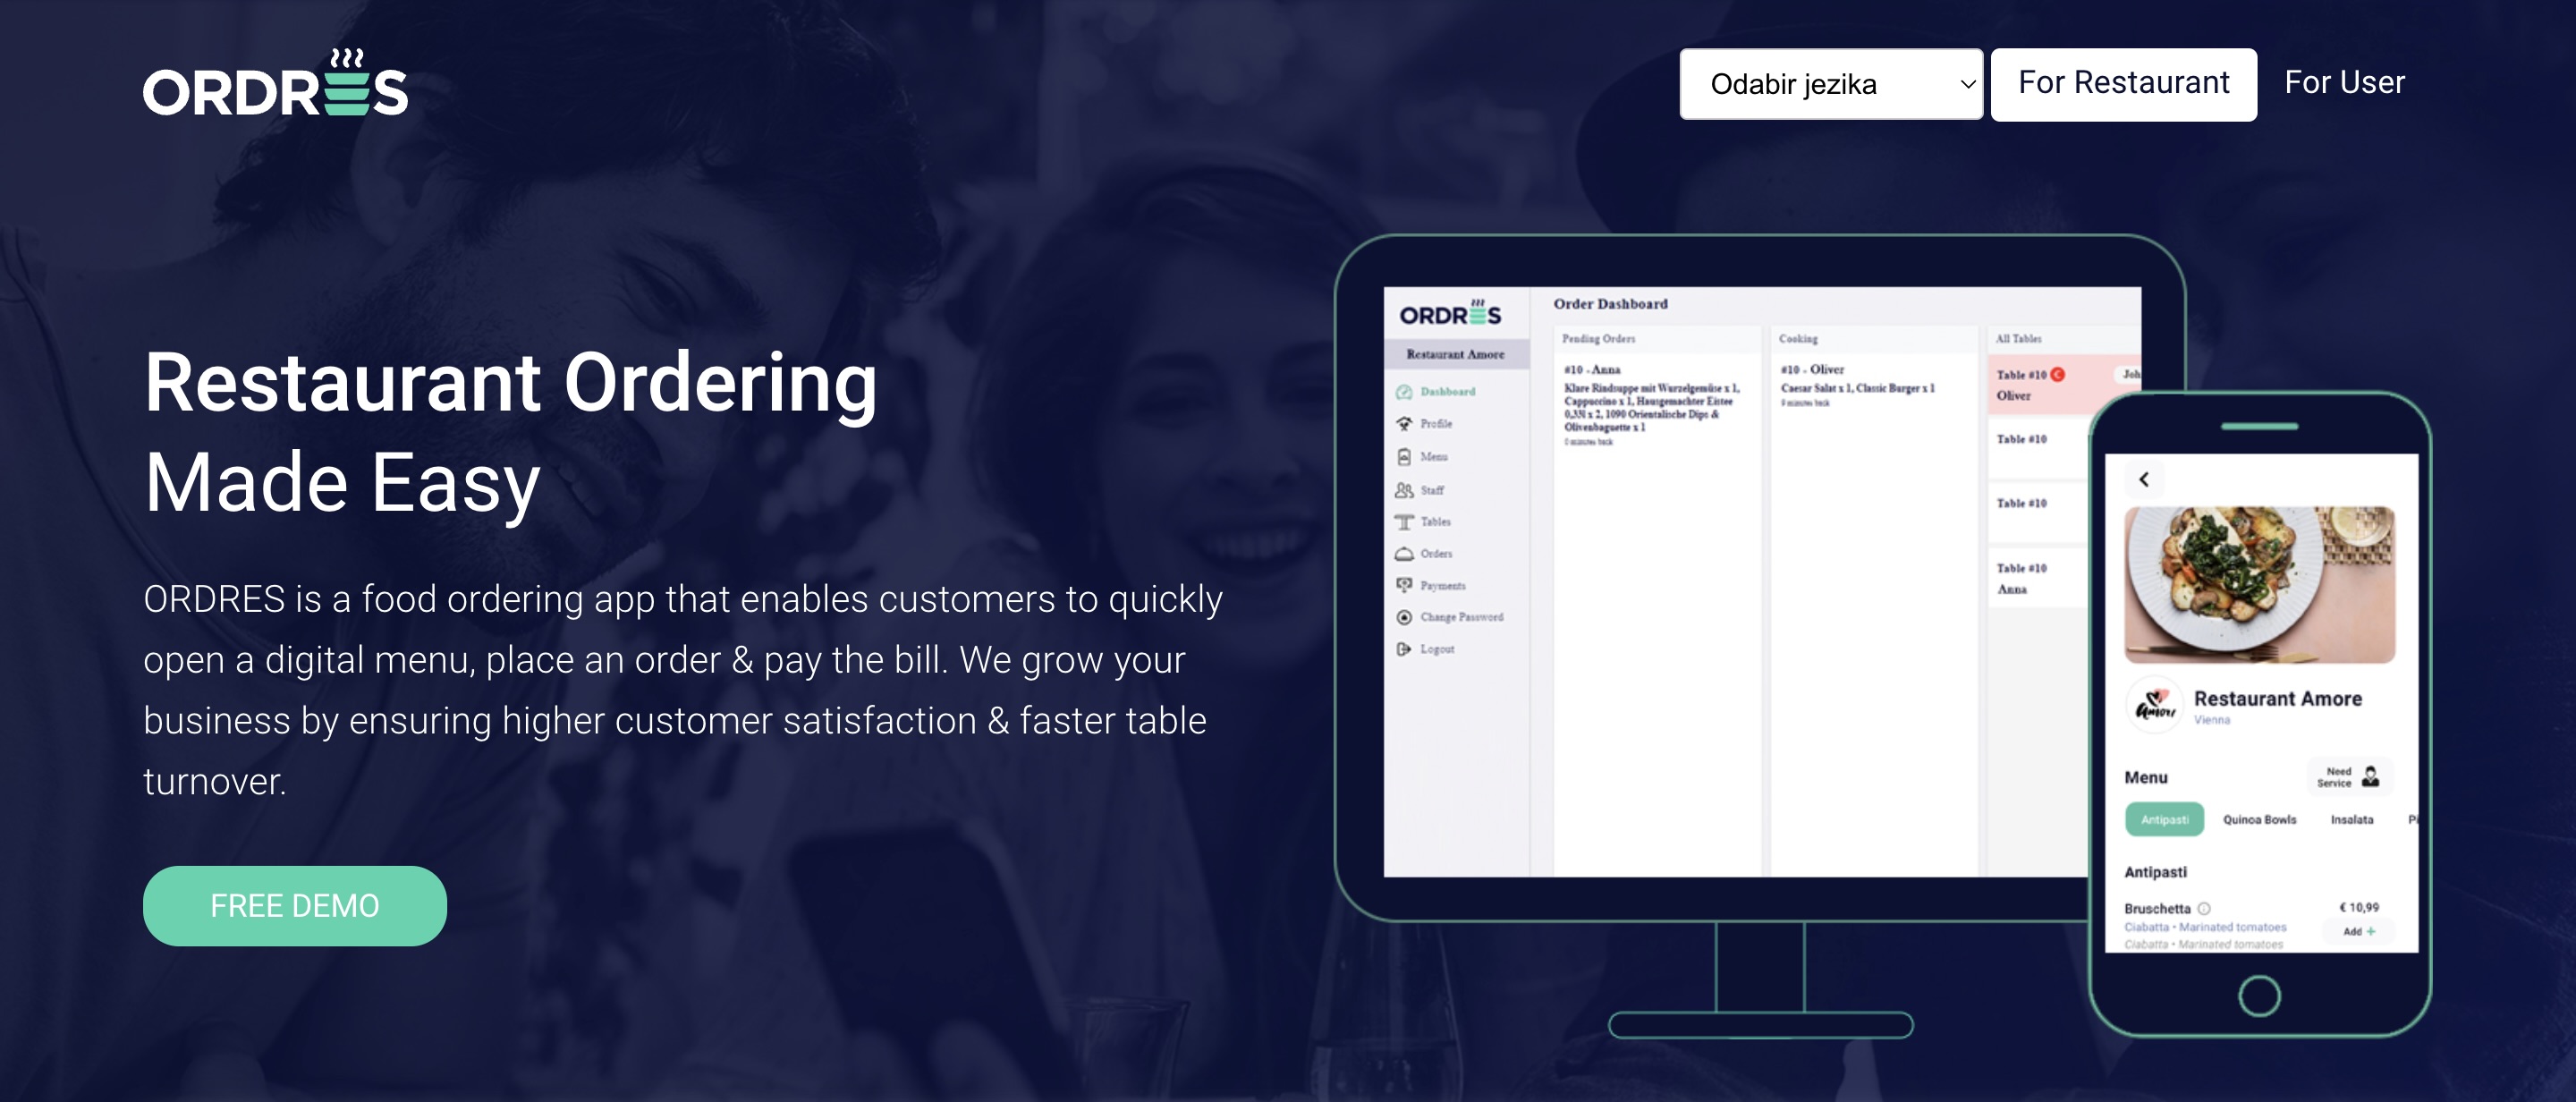 ORDRES
Odabir jezika
For Restaurant
For User
Restaurant Ordering
Made Easy
ORDRES is a food ordering app that enables customers to quickly
open a digital menu, place an order & pay the bill. We grow your
business by ensuring higher customer satisfaction & faster table
turnover.
FREE DEMO
ORDRES
Restaurant Amore
Dashboard
Profile
Menu
Staff
Tables
Orders
Payments
Change Password
Logout
Order Dashboard
Pending Orders
#10 - Anna
Klare Rindsuppe mit Wurzelgemüse x 1,
Cappuccino x 1, Hausgemachter Eistee
0,33l x 2, 1090 Orientalische Dips &
Olivenbaguette x 1
0 minutes back
Cooking
#10 - Oliver
Caesar Salat x 1, Classic Burger x 1
All Tables
Table #10
Joh
Oliver
Table #10
Table #10
Table #10
Anna
Amore
Restaurant Amore
Vienna
Menu
Need
Service
Antipasti
Quinoa Bowls
Insalata
Pi
Antipasti
Bruschetta
€ 10,99
Ciabatta • Marinated tomatoes
Add +
Ciabatta • Marinated tomatoes